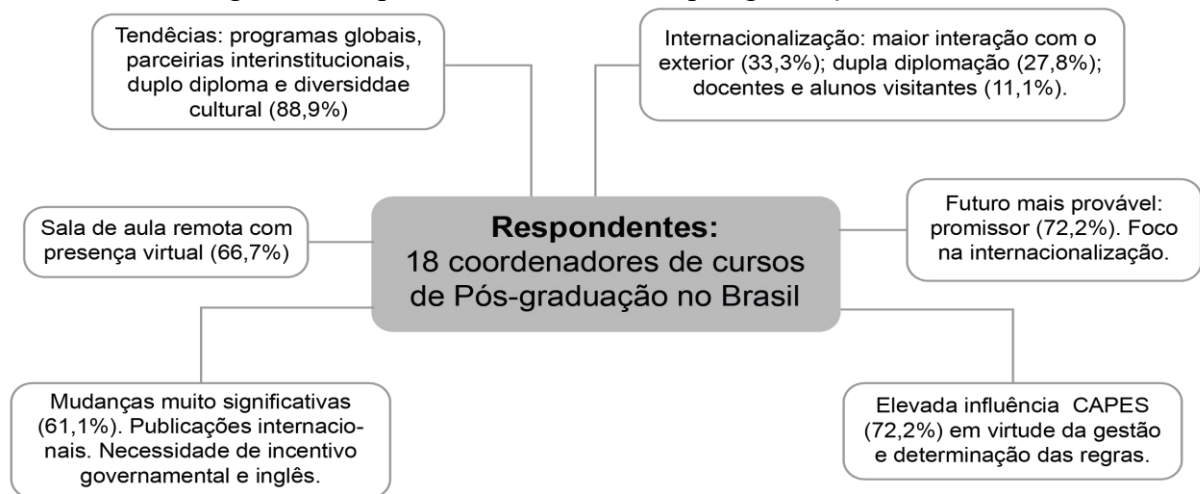 Tendêcias: programas globais,
parceirias interinstitucionais,
duplo diploma e diversiddae
cultural (88,9%)
Internacionalização: maior interação com o
exterior (33,3%); dupla diplomação (27,8%);
docentes e alunos visitantes (11,1%).
Sala de aula remota com
presença virtual (66,7%)
Respondentes:
18 coordenadores de cursos
de Pós-graduação no Brasil
Futuro mais provável:
promissor (72,2%). Foco
na internacionalização.
Mudanças muito significativas
(61,1%). Publicações internacio-
nais. Necessidade de incentivo
governamental e inglês.
Elevada influência CAPES
(72,2%) em virtude da gestão
e determinação das regras.